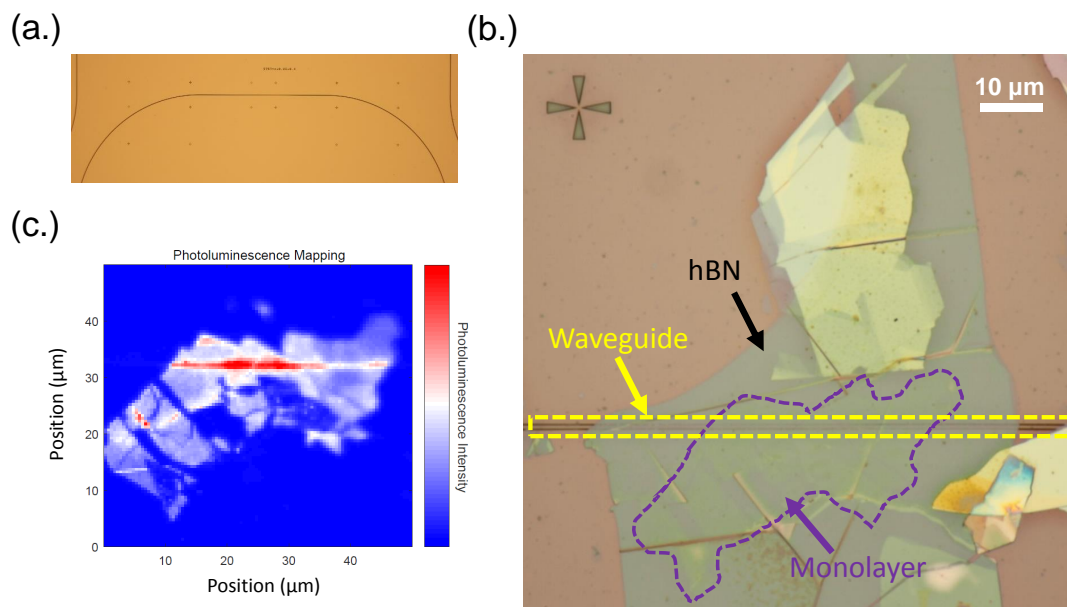 (a.)
(b.)
10 µm
hBN
Waveguide
Monolayer
(c.)
Photoluminescence Mapping
Position (µm)
40
30
20
10
0
10
20
30
40
Position (µm)
Photoluminescence Intensity